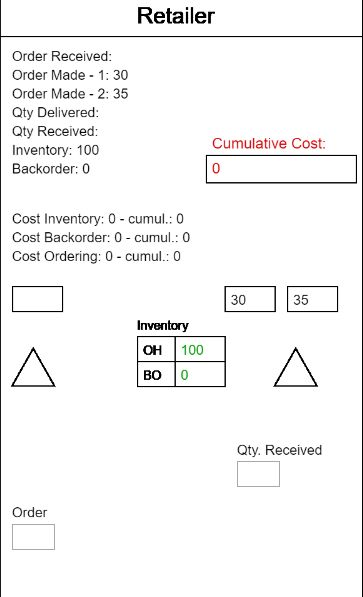 Retailer
Order Received:
Order Made - 1: 30
Order Made - 2: 35
Qty Delivered:
Qty Received:
Inventory: 100
Backorder: 0
Cumulative Cost:
0
Cost Inventory: 0 - cumul.: 0
Cost Backorder: 0 - cumul.: 0
Cost Ordering: 0 - cumul.: 0
30 35
Inventory
OH 100
BO 0
Qty. Received
Order